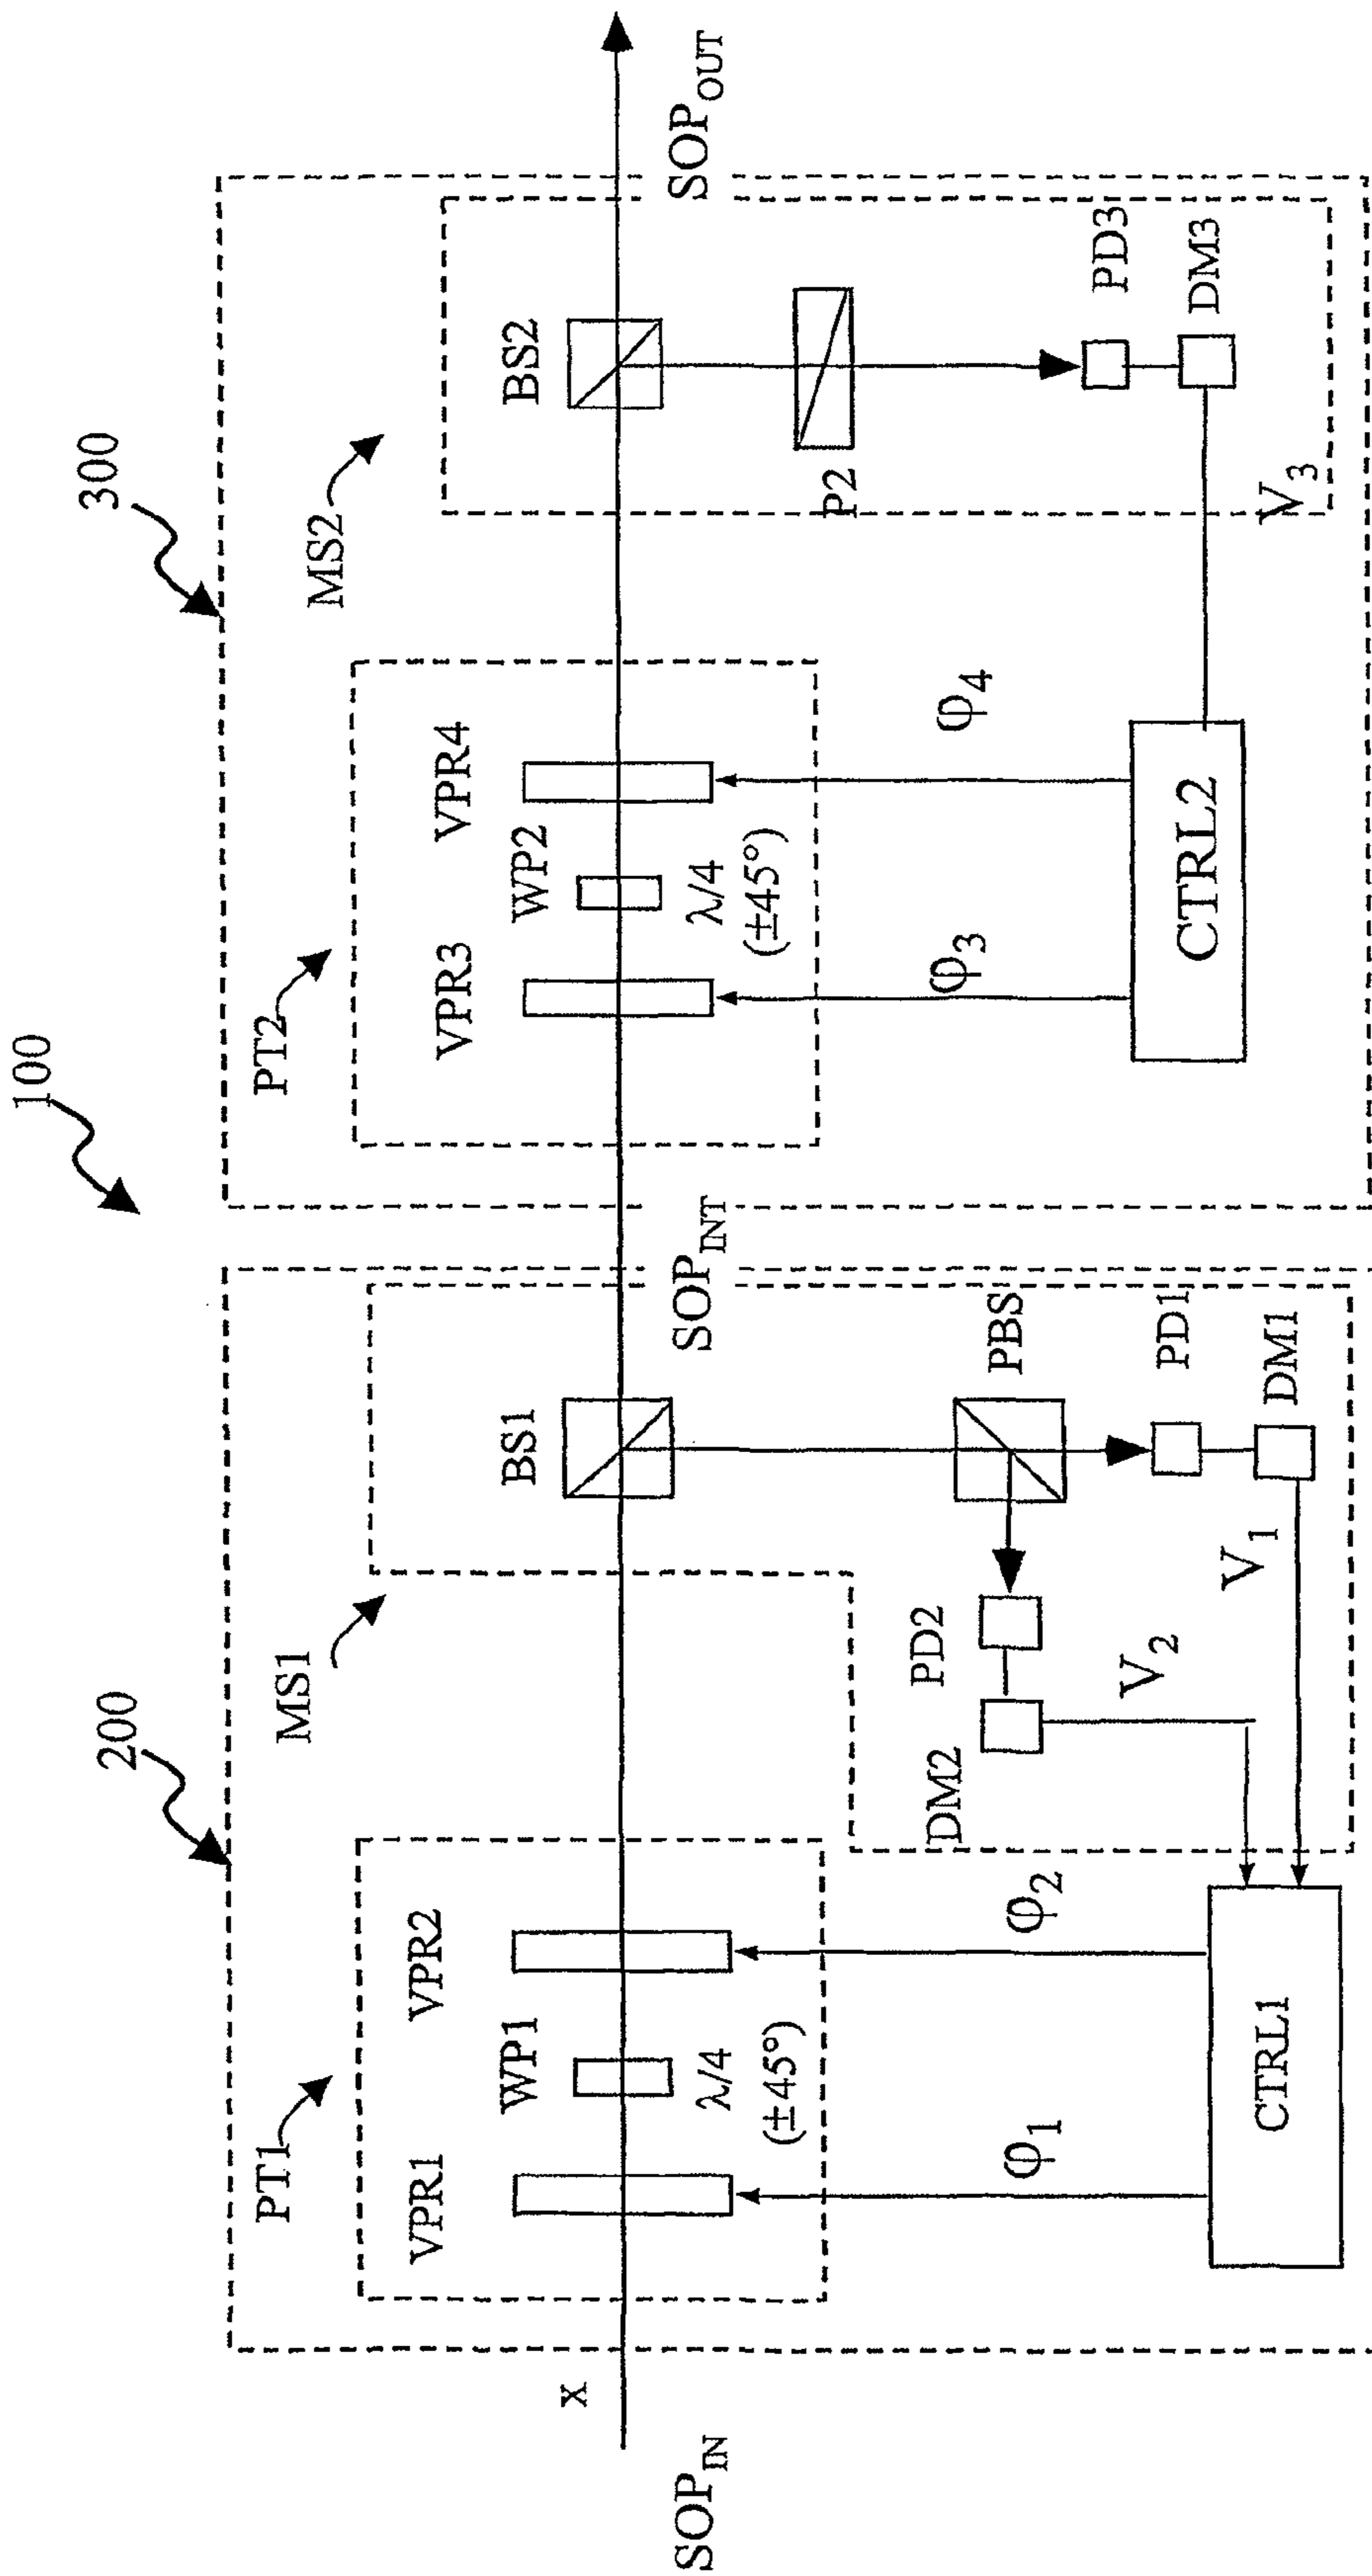 100
200
300
PT1
MS1
PT2
MS2
VPR1
VPR2
WP1
λ/4
(±45°)
BS1
VPR3
VPR4
WP2
λ/4
(±45°)
BS2
x
SOP_IN
SOP_INT
SOP_OUT
P2
PD3
DM3
PBS
PD1
DM1
PD2
DM2
V_1
V_2
V_3
φ_1
φ_2
φ_3
φ_4
CTRL1
CTRL2